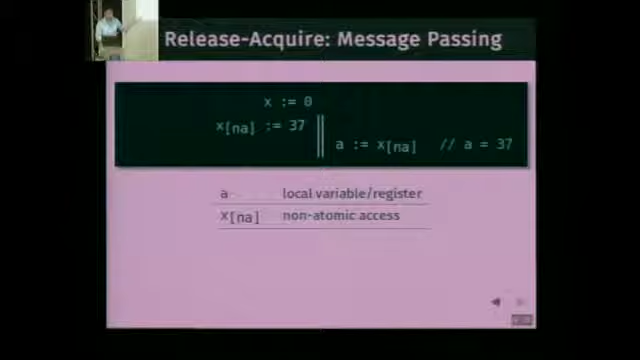 Release-Acquire: Message Passing
x := 0
x[na] := 37
a := x[na] // a = 37
a local variable/register
x[na] non-atomic access